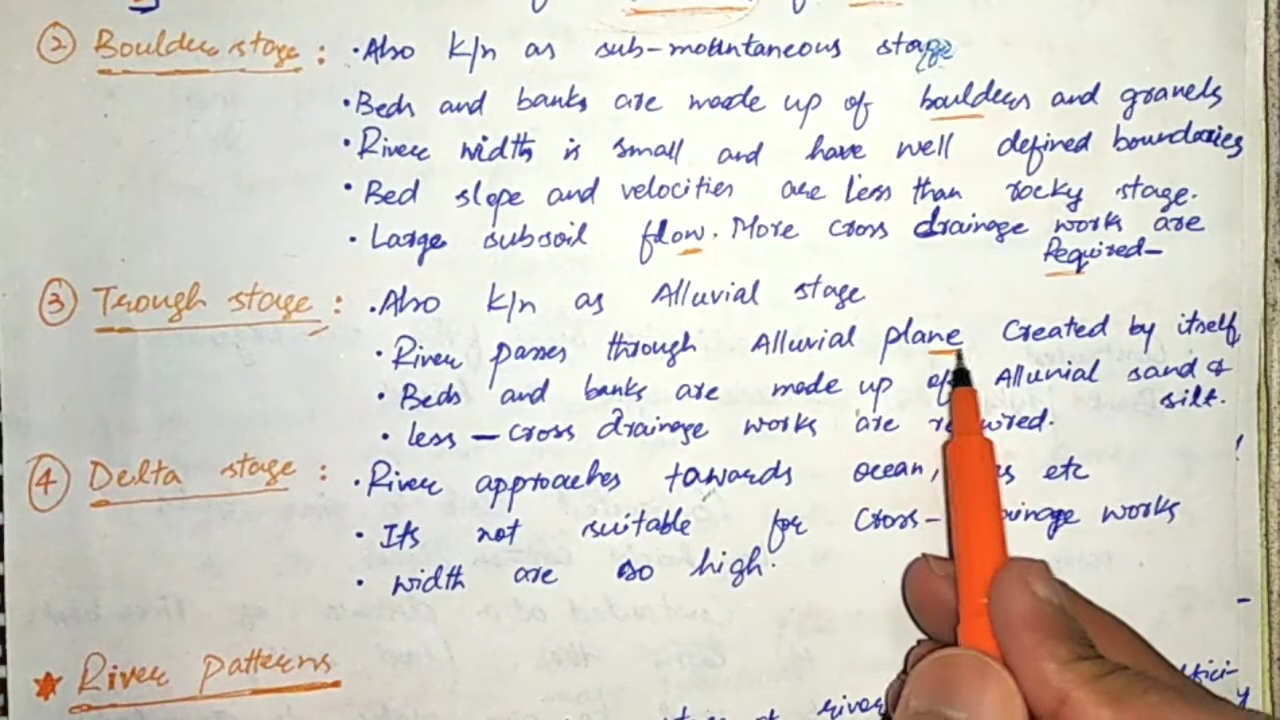 ② Boulder stage : • Also k/n as sub-mountaneous stage
• Beds and banks are made up of boulders and gravels
• River width is small and have well defined boundaries
• Bed slope and velocities are less than rocky stage.
• Large subsoil flow. More cross drainage works are
Required-
③ Trough stage : • Also k/n as Alluvial stage
• River passes through Alluvial plane created by itself
• Beds and banks are made up of Alluvial sand &
silt.
• less - cross drainage works are required.
④ Delta stage : • River approaches towards ocean, etc
• Its not suitable for cross- works
• width are so high.
★ River patterns
river